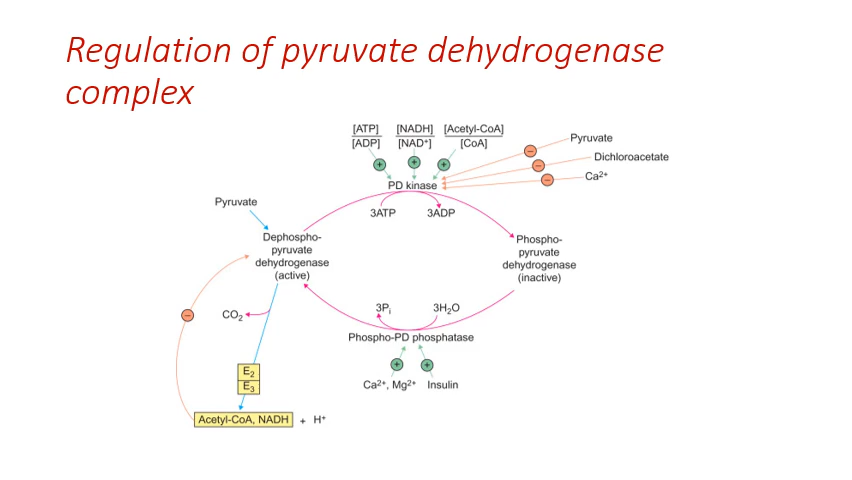 Regulation of pyruvate dehydrogenase
complex
[ATP] [NADH] [Acetyl-CoA]
[ADP] [NAD⁺] [CoA]
+ + +
Pyruvate
Dichloroacetate
Ca²⁺
− − −
PD kinase
3ATP 3ADP
Pyruvate
Dephospho-
pyruvate
dehydrogenase
(active)
Phospho-
pyruvate
dehydrogenase
(inactive)
−
CO₂
3Pᵢ 3H₂O
Phospho-PD phosphatase
+ +
Ca²⁺, Mg²⁺ Insulin
E₂
E₃
Acetyl-CoA, NADH + H⁺